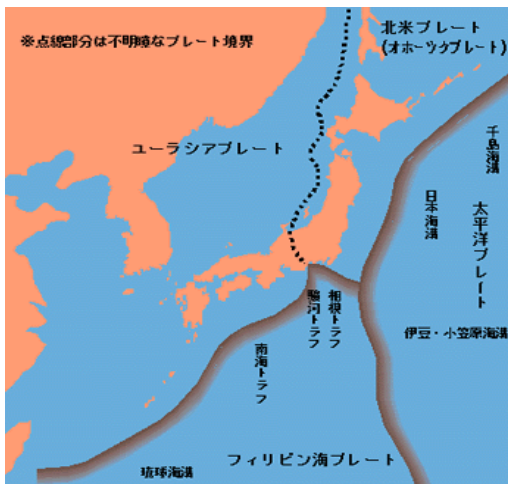 ※点線部分は不明瞭なプレート境界
北米プレート
(オホーツクプレート)
ユーラシアプレート
千島海溝
日本海溝
太平洋プレート
伊豆・小笠原海溝
相模トラフ
駿河トラフ
南海トラフ
フィリピン海プレート
琉球海溝